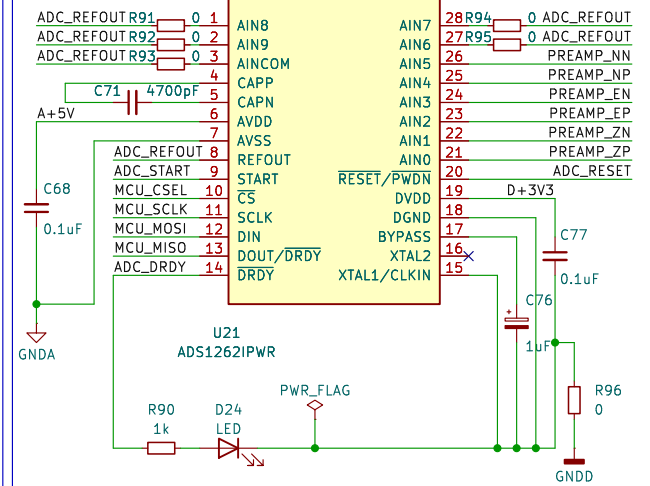 ADC_REFOUT R91 0 1 AIN8 AIN7 28 R94 0 ADC_REFOUT
ADC_REFOUT R92 0 2 AIN9 AIN6 27 R95 0 ADC_REFOUT
ADC_REFOUT R93 0 3 AINCOM AIN5 26 PREAMP_NN
4 CAPP AIN4 25 PREAMP_NP
C71 4700pF 5 CAPN AIN3 24 PREAMP_EN
A+5V 6 AVDD AIN2 23 PREAMP_EP
7 AVSS AIN1 22 PREAMP_ZN
ADC_REFOUT 8 REFOUT AIN0 21 PREAMP_ZP
ADC_START 9 START RESET/PWDN 20 ADC_RESET
MCU_CSEL 10 CS DVDD 19 D+3V3
MCU_SCLK 11 SCLK DGND 18
MCU_MOSI 12 DIN BYPASS 17
MCU_MISO 13 DOUT/DRDY XTAL2 16
ADC_DRDY 14 DRDY XTAL1/CLKIN 15
C68
0.1uF
C77
0.1uF
+ C76
1uF
GNDA
U21
ADS1262IPWR
PWR_FLAG
R90 D24
1k LED
R96
0
GNDD